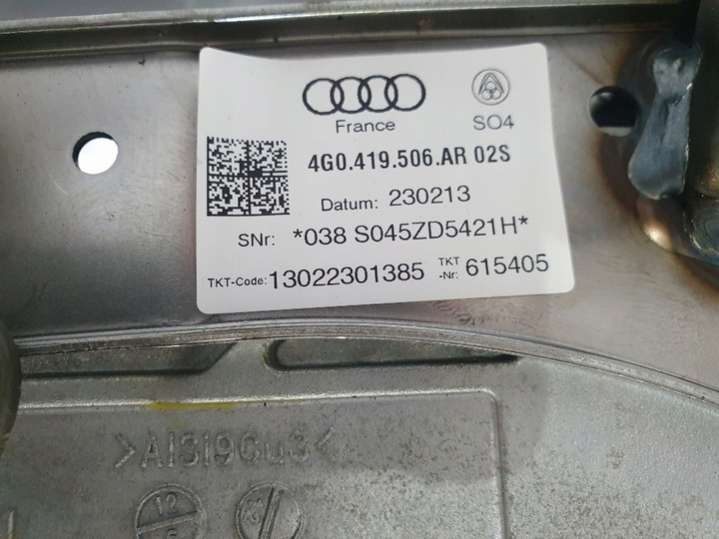 France
SO4
4G0.419.506.AR 02S
Datum: 230213
SNr: *038 S045ZD5421H*
TKT-Code: 13022301385 TKT-Nr: 615405
>AlSi9Cu3<